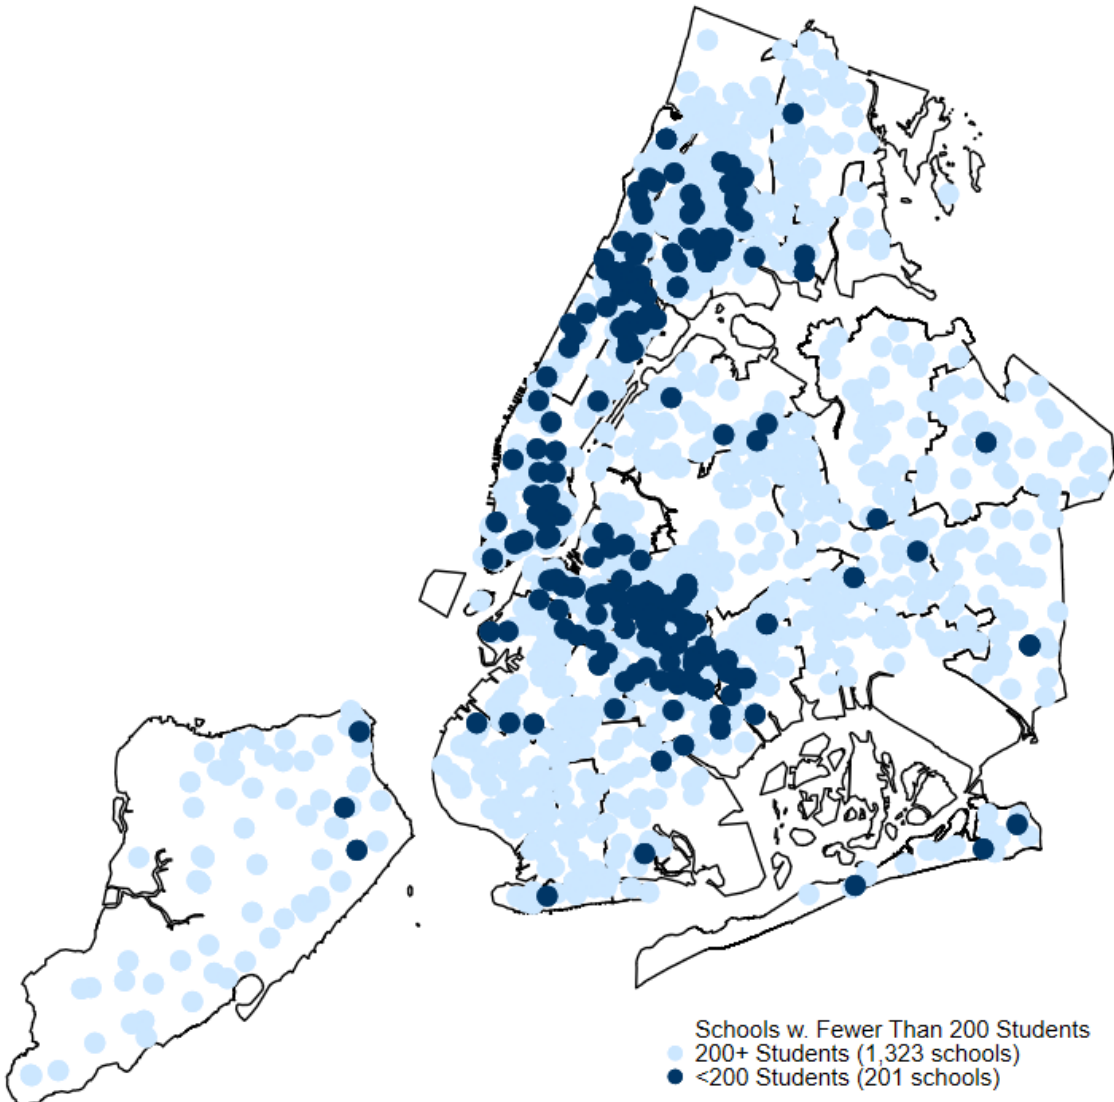 Schools w. Fewer Than 200 Students
200+ Students (1,323 schools)
<200 Students (201 schools)